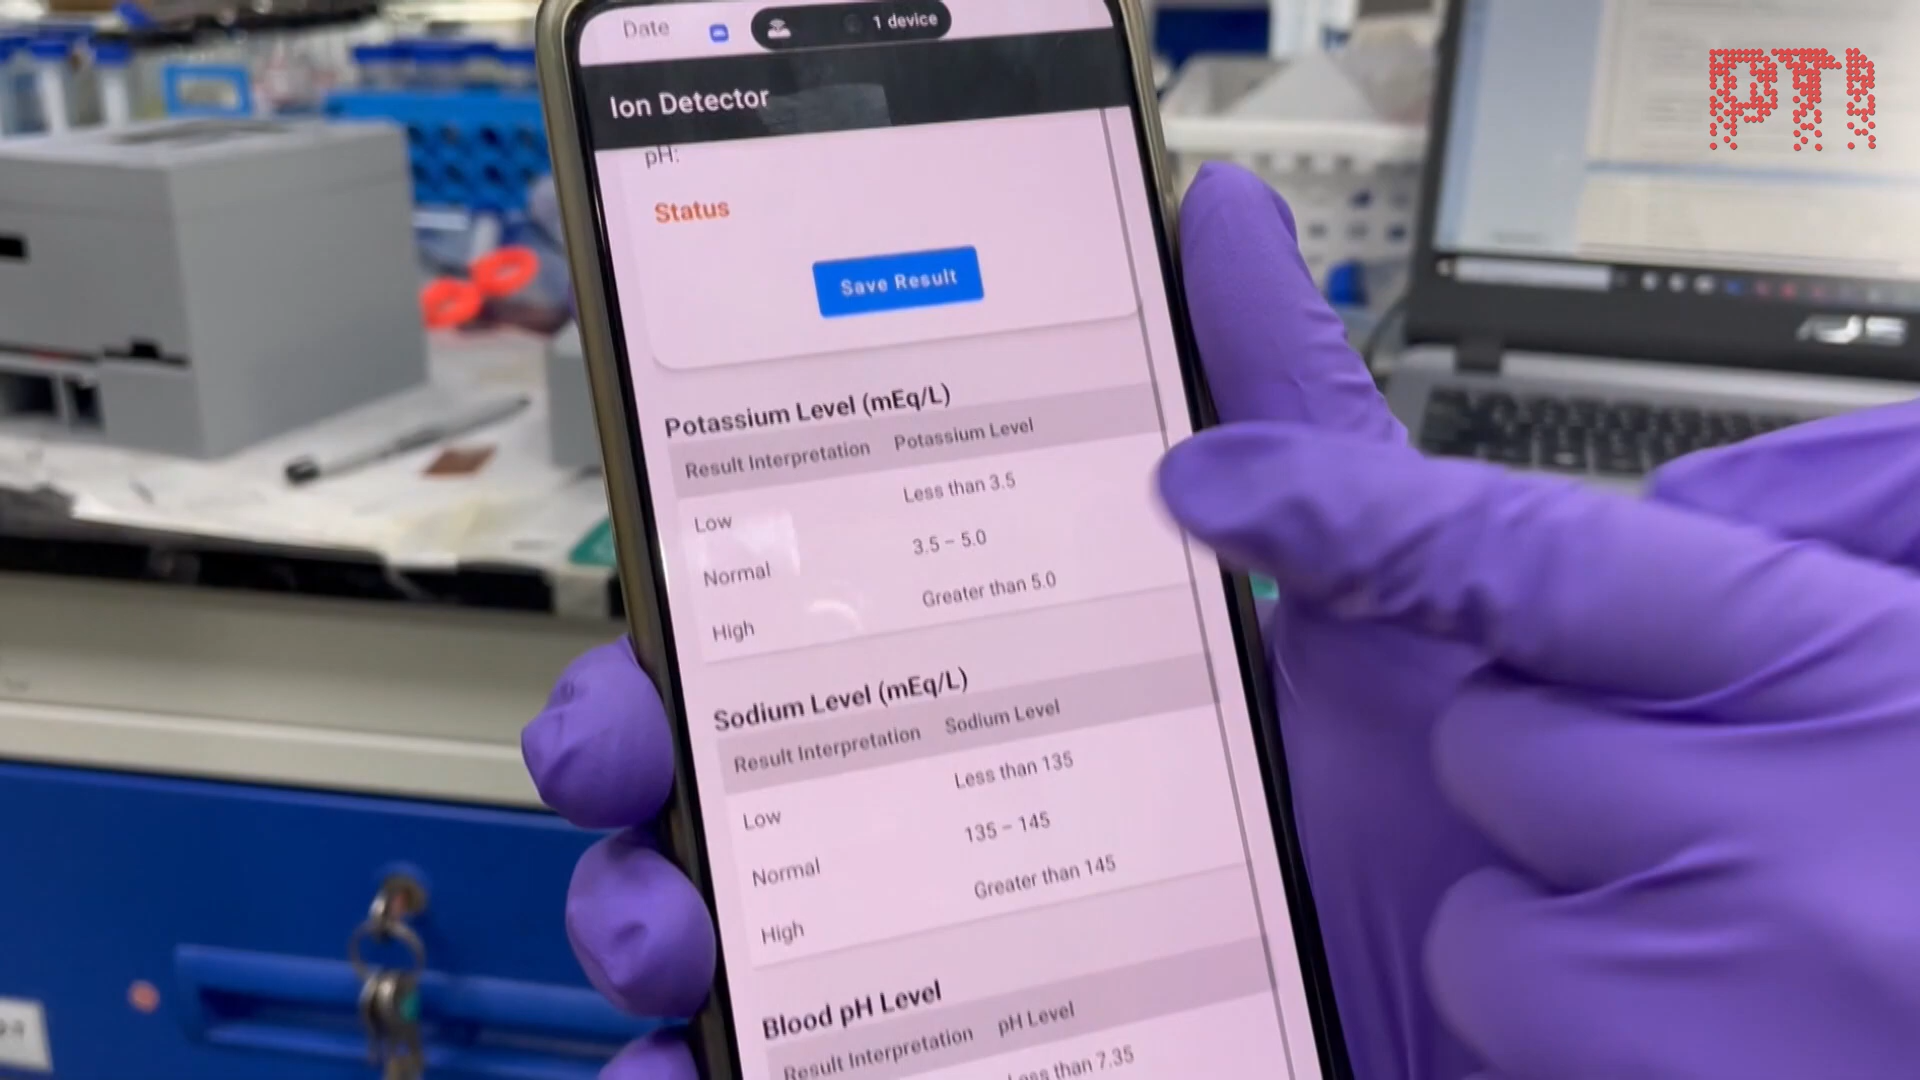 Date
1 device
PTI
Ion Detector
pH:
Status
Save Result
Potassium Level (mEq/L)
Result Interpretation Potassium Level
Low Less than 3.5
Normal 3.5 – 5.0
High Greater than 5.0
Sodium Level (mEq/L)
Result Interpretation Sodium Level
Low Less than 135
Normal 135 – 145
High Greater than 145
Blood pH Level
Result Interpretation pH Level
Less than 7.35